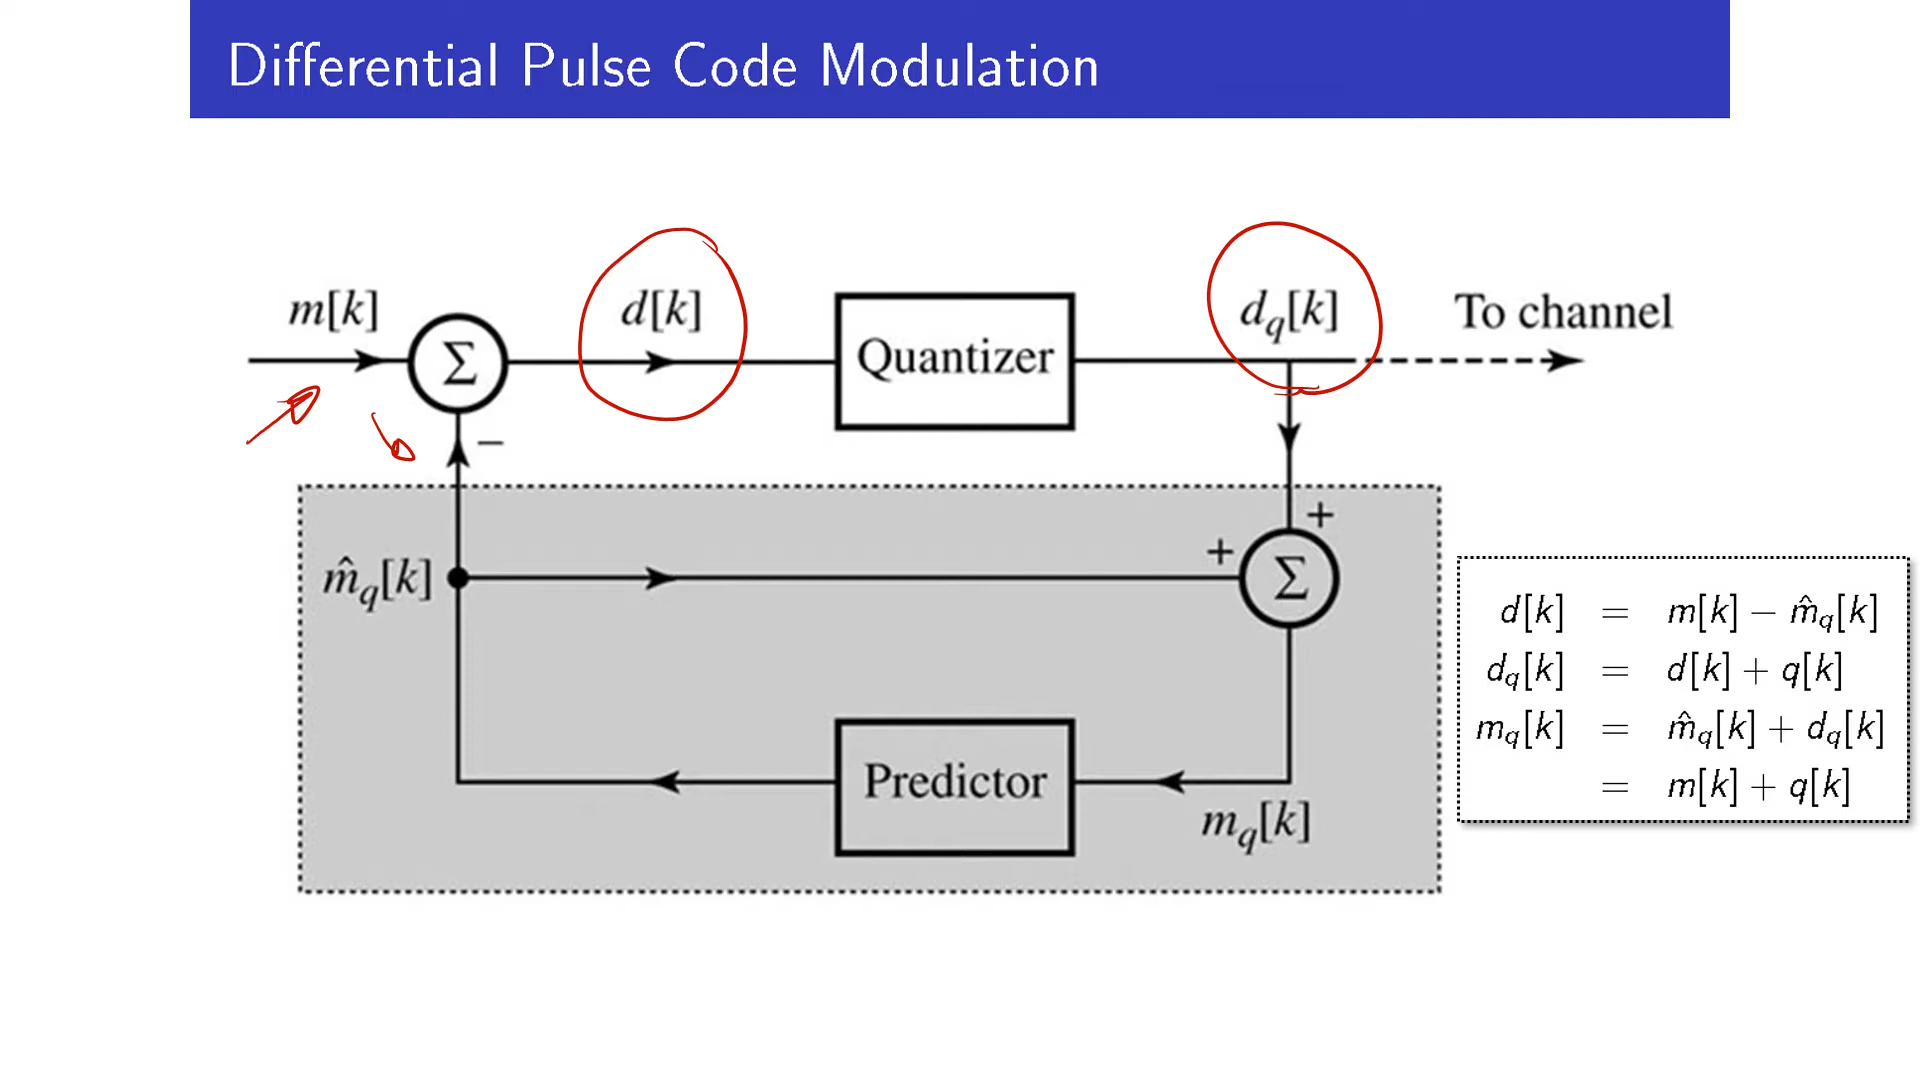 Differential Pulse Code Modulation
m[k]
Σ
d[k]
Quantizer
d_q[k]
To channel
−
+
+
Σ
m̂_q[k]
Predictor
m_q[k]
d[k] = m[k] − m̂_q[k]
d_q[k] = d[k] + q[k]
m_q[k] = m̂_q[k] + d_q[k]
= m[k] + q[k]